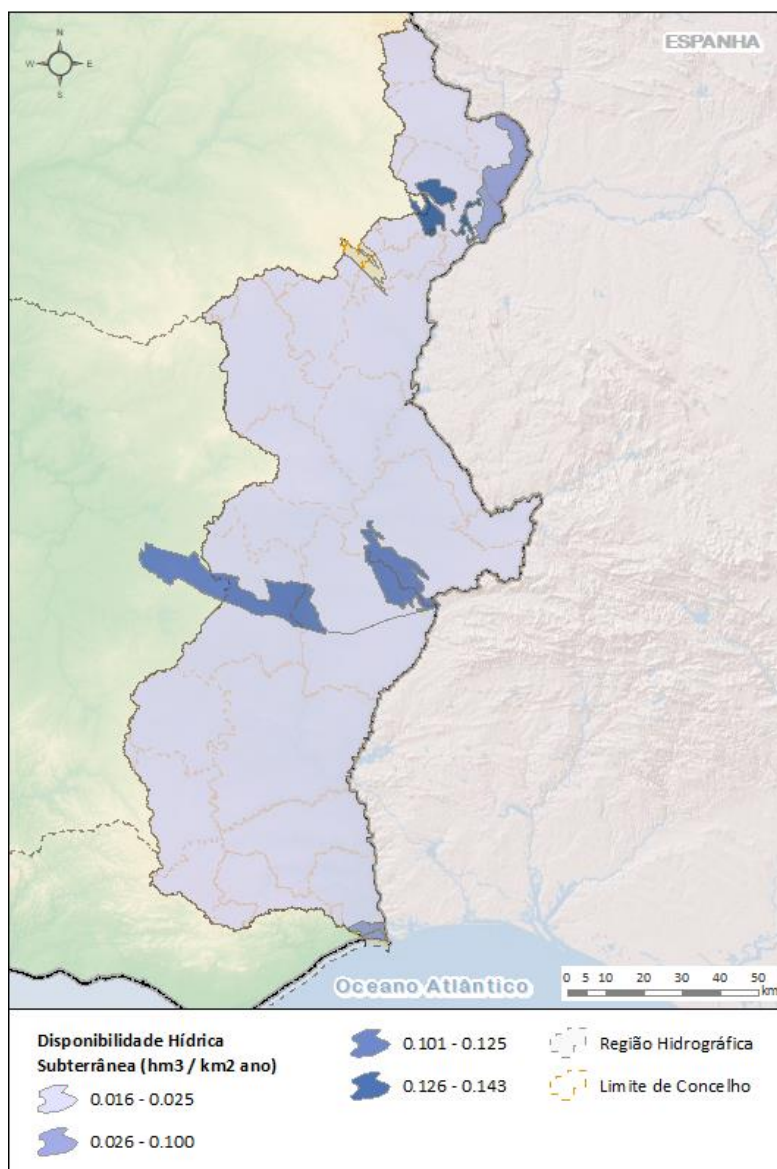 N
W E
S
ESPANHA
Oceano Atlântico
0 5 10 20 30 40 50
km
Disponibilidade Hídrica
Subterrânea (hm3 / km2 ano)
0.016 - 0.025
0.026 - 0.100
0.101 - 0.125
0.126 - 0.143
Região Hidrográfica
Limite de Concelho